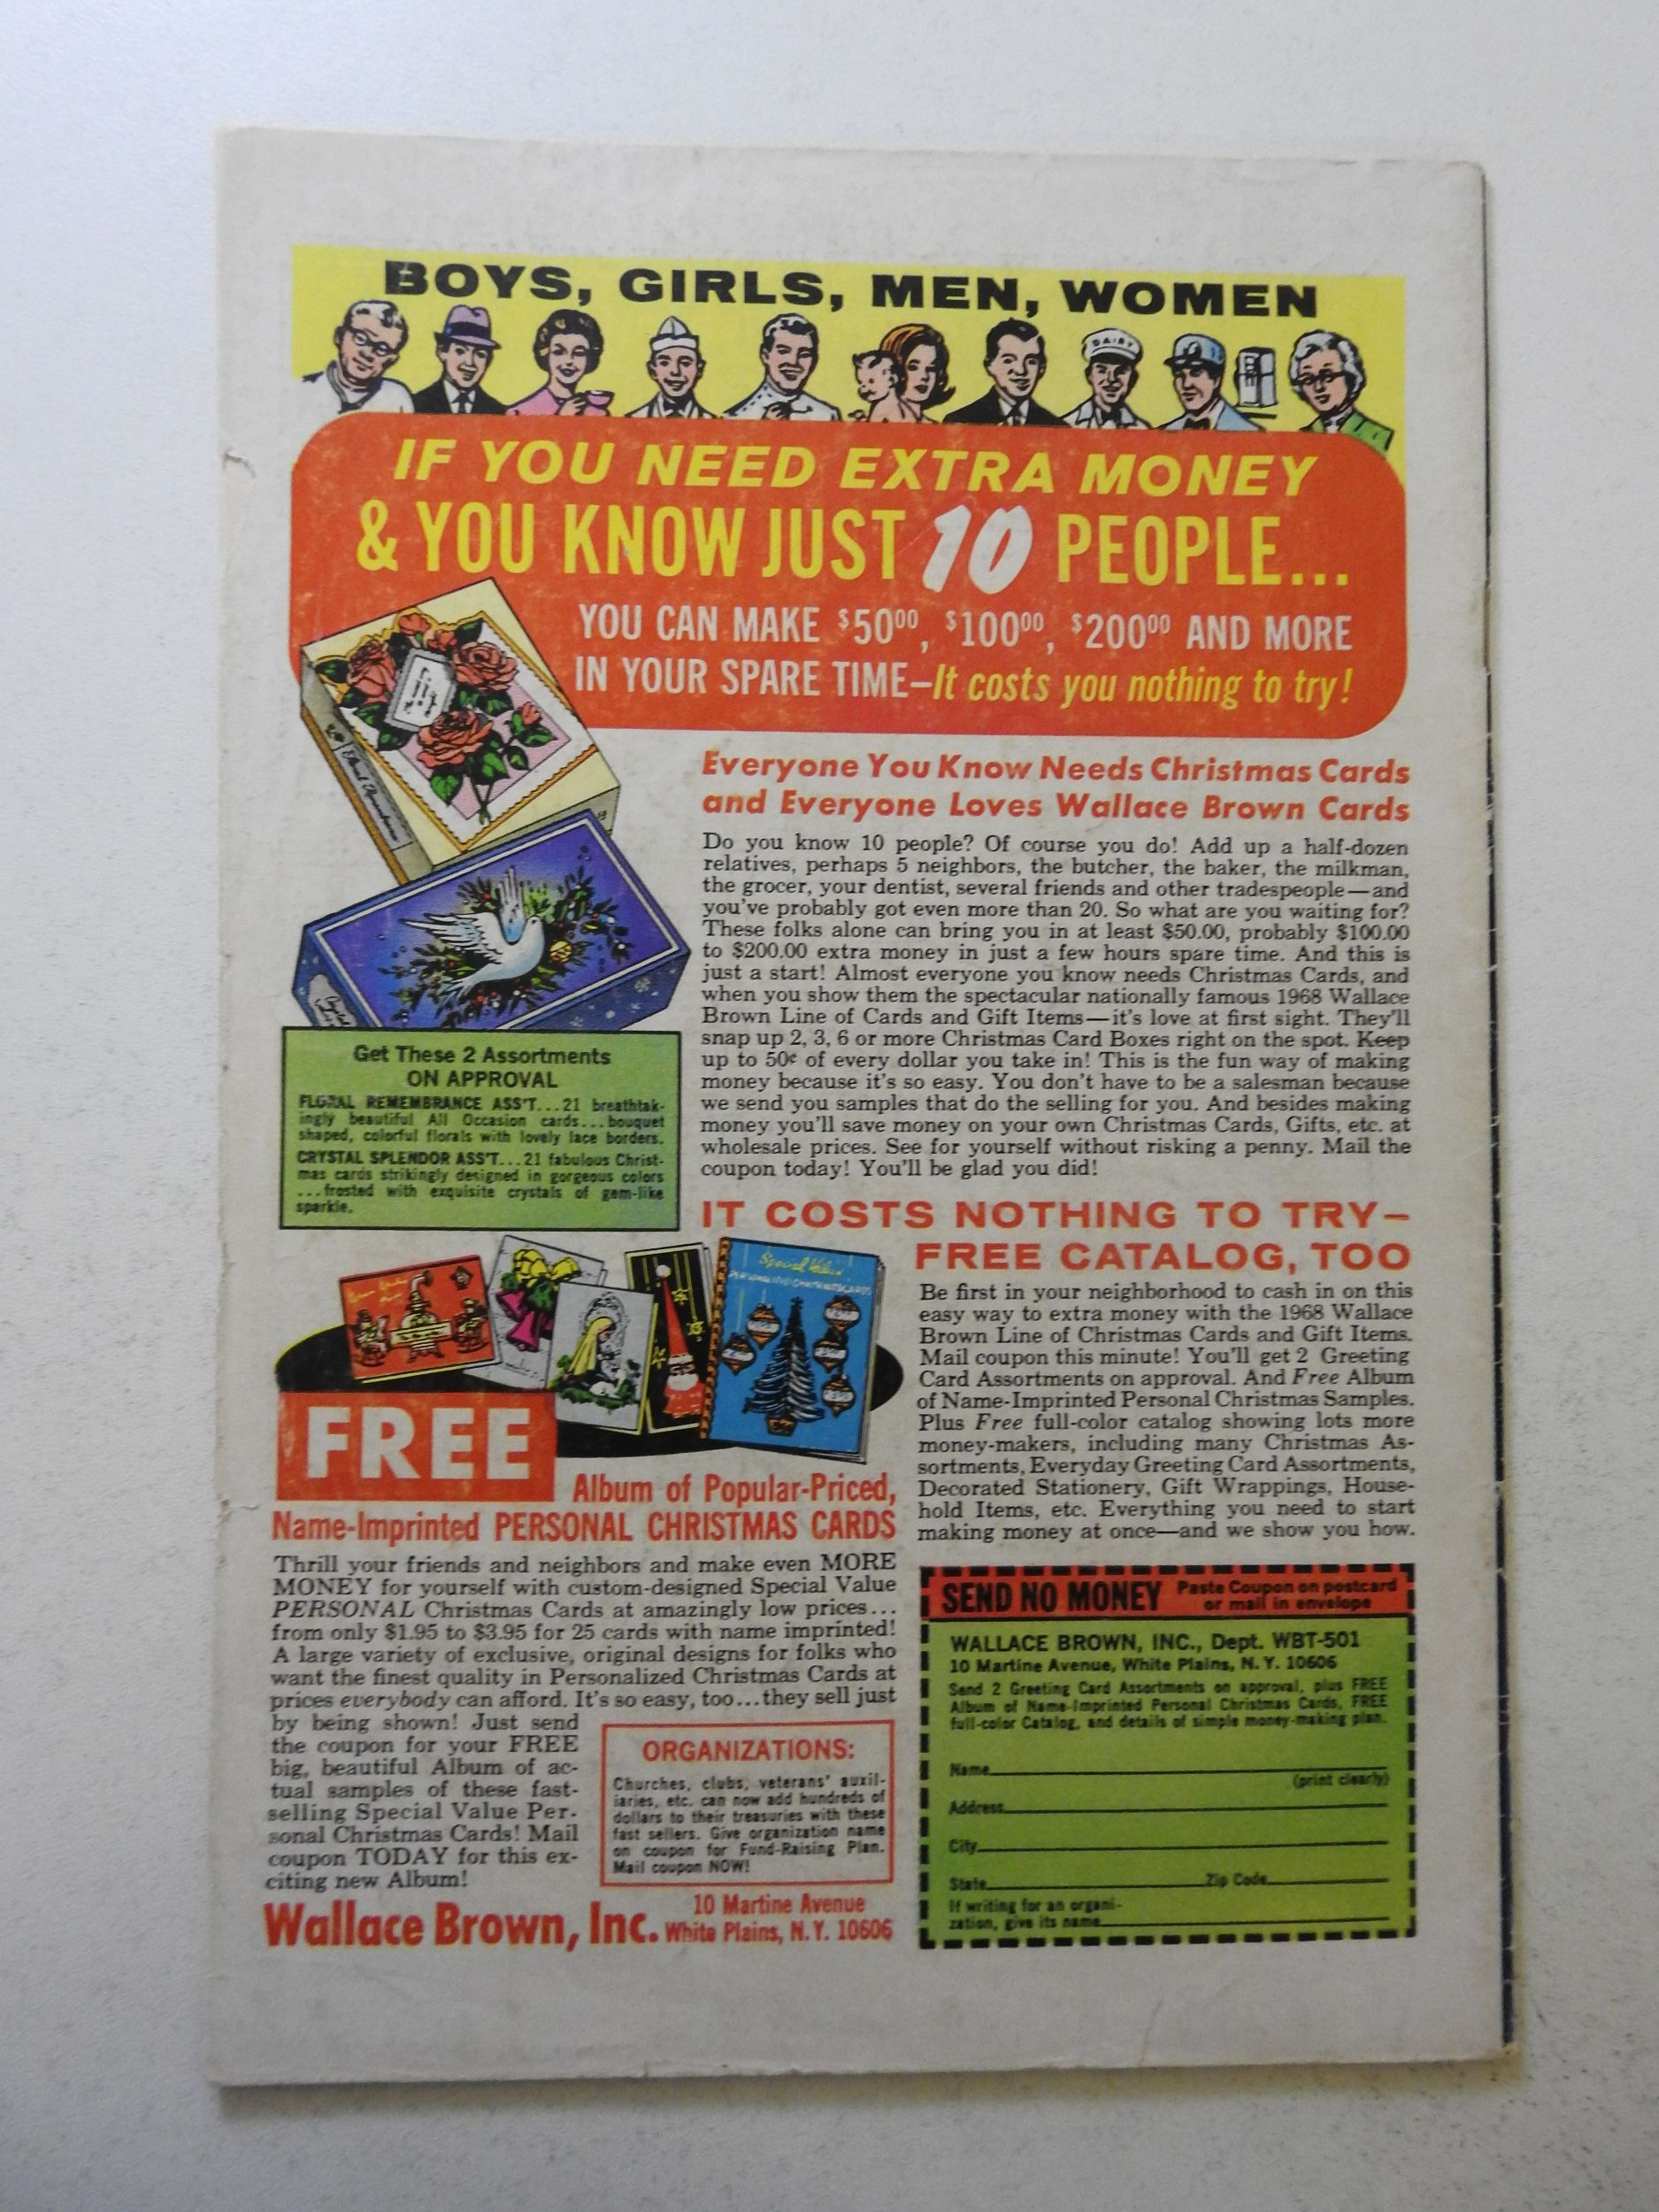 BOYS, GIRLS, MEN, WOMEN
DAIRY
IF YOU NEED EXTRA MONEY
& YOU KNOW JUST 10 PEOPLE...
YOU CAN MAKE $50⁰⁰, $100⁰⁰, $200⁰⁰ AND MORE
IN YOUR SPARE TIME—It costs you nothing to try!
Everyone You Know Needs Christmas Cards
and Everyone Loves Wallace Brown Cards
Do you know 10 people? Of course you do! Add up a half-dozen
relatives, perhaps 5 neighbors, the butcher, the baker, the milkman,
the grocer, your dentist, several friends and other tradespeople—and
you've probably got even more than 20. So what are you waiting for?
These folks alone can bring you in at least $50.00, probably $100.00
to $200.00 extra money in just a few hours spare time. And this is
just a start! Almost everyone you know needs Christmas Cards, and
when you show them the spectacular nationally famous 1968 Wallace
Brown Line of Cards and Gift Items—it's love at first sight. They'll
snap up 2, 3, 6 or more Christmas Card Boxes right on the spot. Keep
up to 50¢ of every dollar you take in! This is the fun way of making
money because it's so easy. You don't have to be a salesman because
we send you samples that do the selling for you. And besides making
money you'll save money on your own Christmas Cards, Gifts, etc. at
wholesale prices. See for yourself without risking a penny. Mail the
coupon today! You'll be glad you did!
Get These 2 Assortments
ON APPROVAL
FLORAL REMEMBRANCE ASS'T...21 breathtak-
ingly beautiful All Occasion cards...bouquet
shaped, colorful florals with lovely lace borders.
CRYSTAL SPLENDOR ASS'T...21 fabulous Christ-
mas cards strikingly designed in gorgeous colors
...frosted with exquisite crystals of gem-like
sparkle.
IT COSTS NOTHING TO TRY—
FREE CATALOG, TOO
Be first in your neighborhood to cash in on this
easy way to extra money with the 1968 Wallace
Brown Line of Christmas Cards and Gift Items.
Mail coupon this minute! You'll get 2 Greeting
Card Assortments on approval. And Free Album
of Name-Imprinted Personal Christmas Samples.
Plus Free full-color catalog showing lots more
money-makers, including many Christmas As-
sortments, Everyday Greeting Card Assortments,
Decorated Stationery, Gift Wrappings, House-
hold Items, etc. Everything you need to start
making money at once—and we show you how.
Special Value
PERSONALIZED CHRISTMAS CARDS
FREE
Album of Popular-Priced,
Name-Imprinted PERSONAL CHRISTMAS CARDS
Thrill your friends and neighbors and make even MORE
MONEY for yourself with custom-designed Special Value
PERSONAL Christmas Cards at amazingly low prices...
from only $1.95 to $3.95 for 25 cards with name imprinted!
A large variety of exclusive, original designs for folks who
want the finest quality in Personalized Christmas Cards at
prices everybody can afford. It's so easy, too...they sell just
by being shown! Just send
the coupon for your FREE
big, beautiful Album of ac-
tual samples of these fast-
selling Special Value Per-
sonal Christmas Cards! Mail
coupon TODAY for this ex-
citing new Album!
ORGANIZATIONS:
Churches, clubs, veterans' auxil-
iaries, etc. can now add hundreds of
dollars to their treasuries with these
fast sellers. Give organization name
on coupon for Fund-Raising Plan.
Mail coupon NOW!
Wallace Brown, Inc.
10 Martine Avenue
White Plains, N.Y. 10606
SEND NO MONEY
Paste Coupon on postcard
or mail in envelope
WALLACE BROWN, INC., Dept. WBT-501
10 Martine Avenue, White Plains, N.Y. 10606
Send 2 Greeting Card Assortments on approval, plus FREE
Album of Name-Imprinted Personal Christmas Cards, FREE
full-color Catalog, and details of simple money-making plan.
Name
(print clearly)
Address
City
State Zip Code
If writing for an organi-
zation, give its name